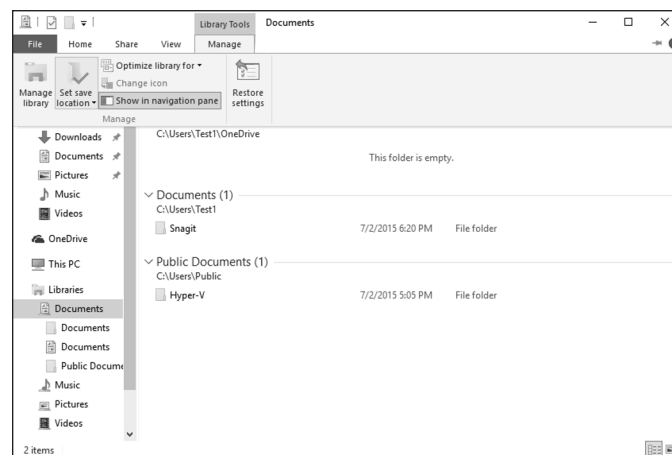 Library Tools Documents
File Home Share View Manage
Manage library
Set save location
Optimize library for
Change icon
Show in navigation pane
Restore settings
Manage
Downloads
Documents
Pictures
Music
Videos
OneDrive
This PC
Libraries
Documents
Documents
Documents
Public Docume
Music
Pictures
Videos
C:\Users\Test1\OneDrive
This folder is empty.
Documents (1)
C:\Users\Test1
Snagit 7/2/2015 6:20 PM File folder
Public Documents (1)
C:\Users\Public
Hyper-V 7/2/2015 5:05 PM File folder
2 items